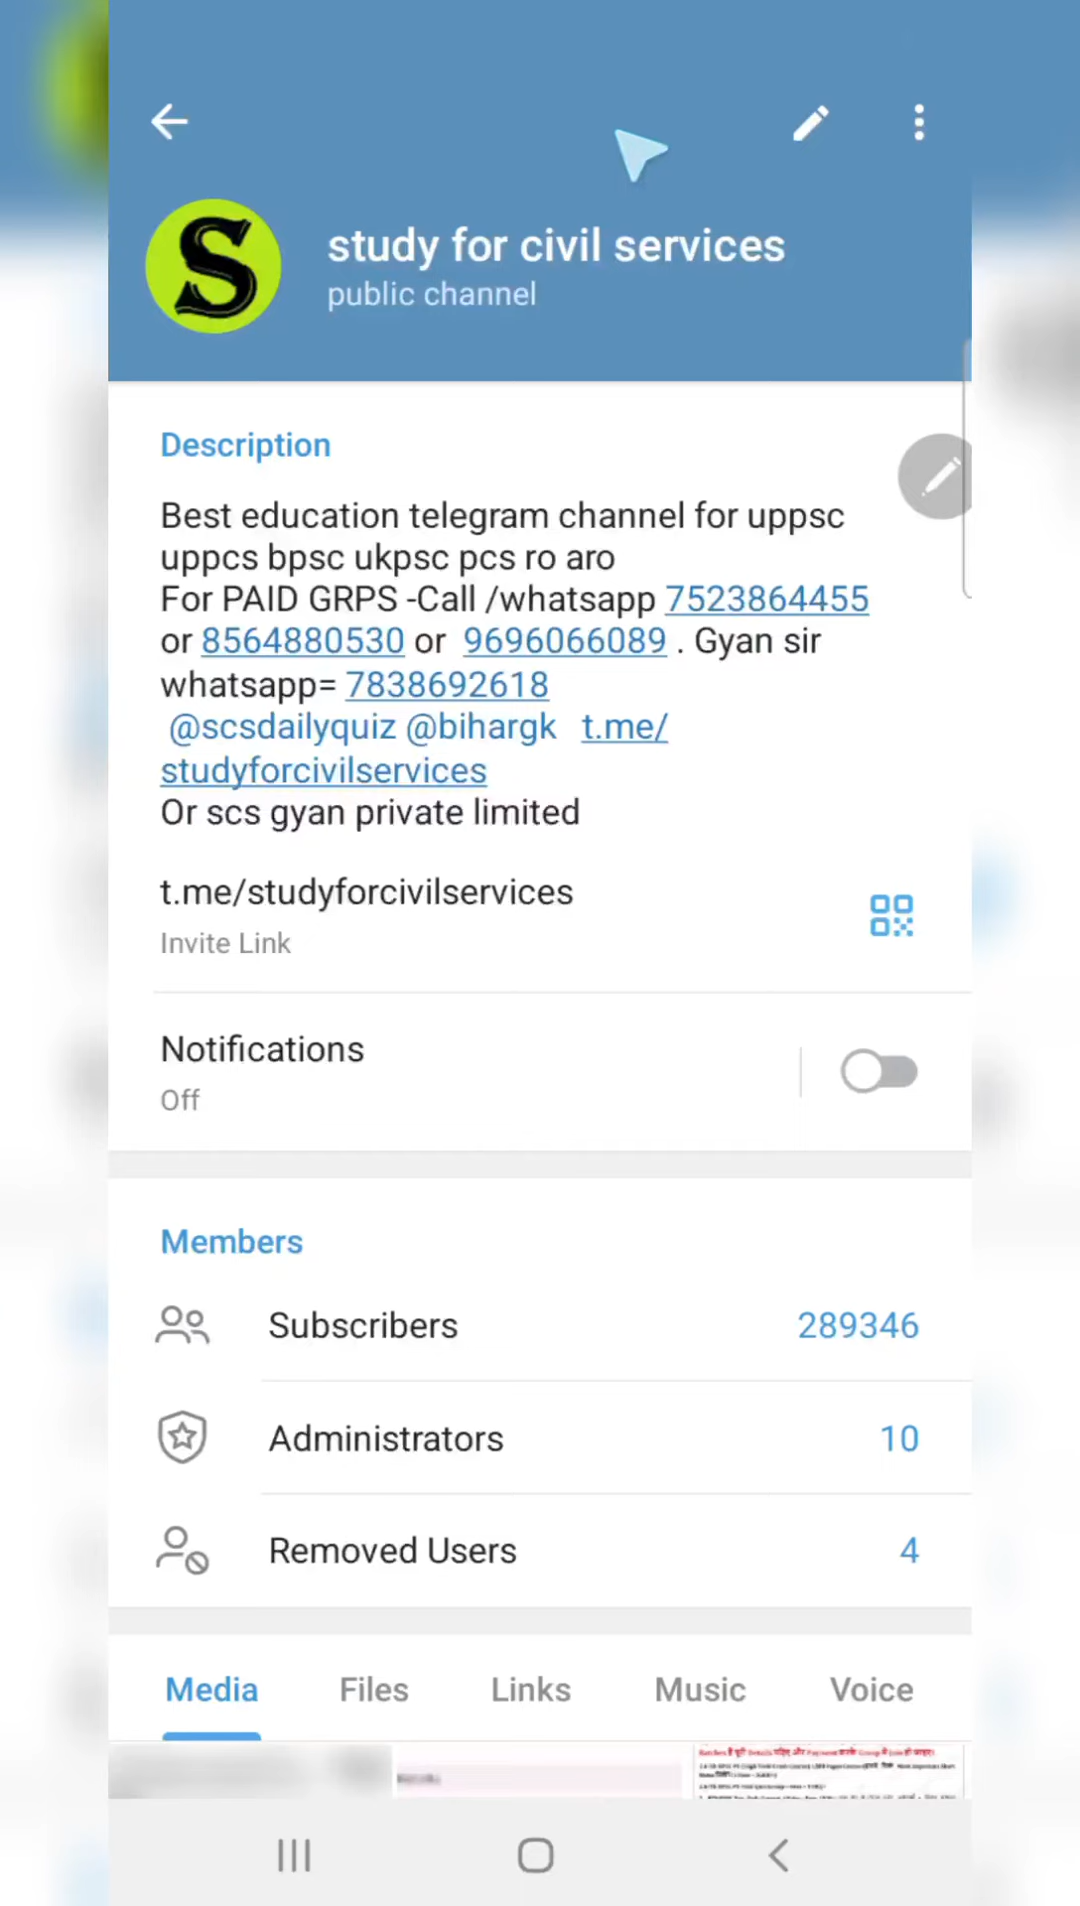 study for civil services
public channel
Description
Best education telegram channel for uppsc
uppcs bpsc ukpsc pcs ro aro
For PAID GRPS -Call /whatsapp 7523864455
or 8564880530 or 9696066089 . Gyan sir
whatsapp= 7838692618
@scsdailyquiz @bihargk t.me/
studyforcivilservices
Or scs gyan private limited
t.me/studyforcivilservices
Invite Link
Notifications
Off
Members
Subscribers 289346
Administrators 10
Removed Users 4
Media Files Links Music Voice